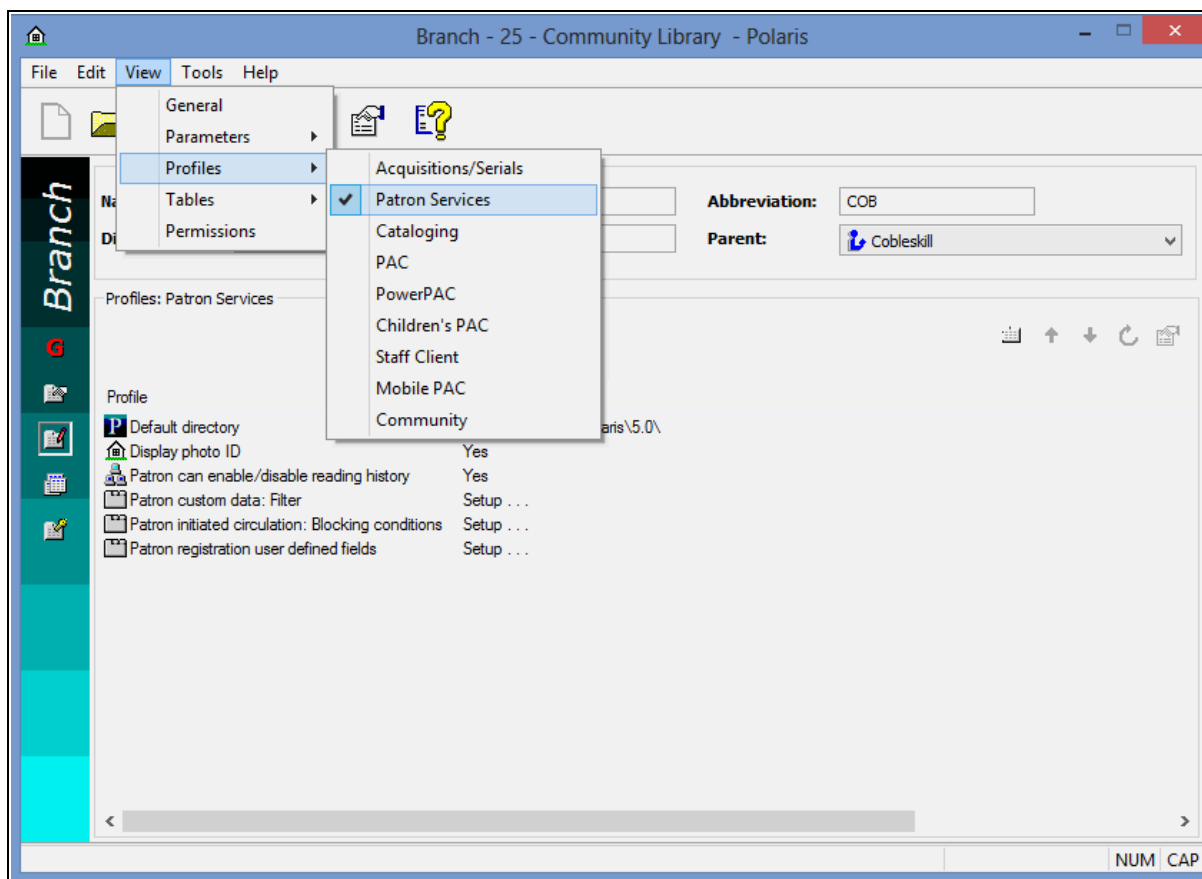 Branch - 25 - Community Library - Polaris
File Edit View Tools Help
General
Parameters
Profiles
Tables
Permissions
Acquisitions/Serials
Patron Services
Cataloging
PAC
PowerPAC
Children's PAC
Staff Client
Mobile PAC
Community
Branch
G
Na
Abbreviation: COB
Di
Parent: Cobleskill
Profiles: Patron Services
Profile
Default directory aris\5.0\
Display photo ID Yes
Patron can enable/disable reading history Yes
Patron custom data: Filter Setup . . .
Patron initiated circulation: Blocking conditions Setup . . .
Patron registration user defined fields Setup . . .
NUM CAP